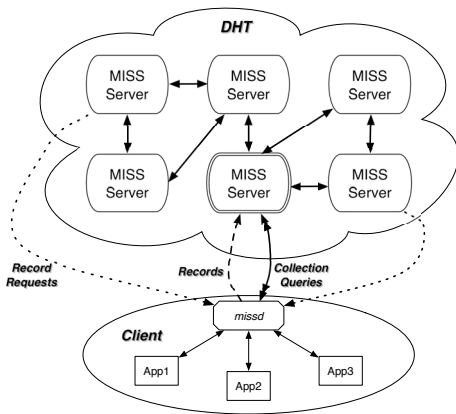 DHT
MISS
Server
MISS
Server
MISS
Server
MISS
Server
MISS
Server
MISS
Server
Record
Requests
Records
Collection
Queries
missd
Client
App1
App2
App3